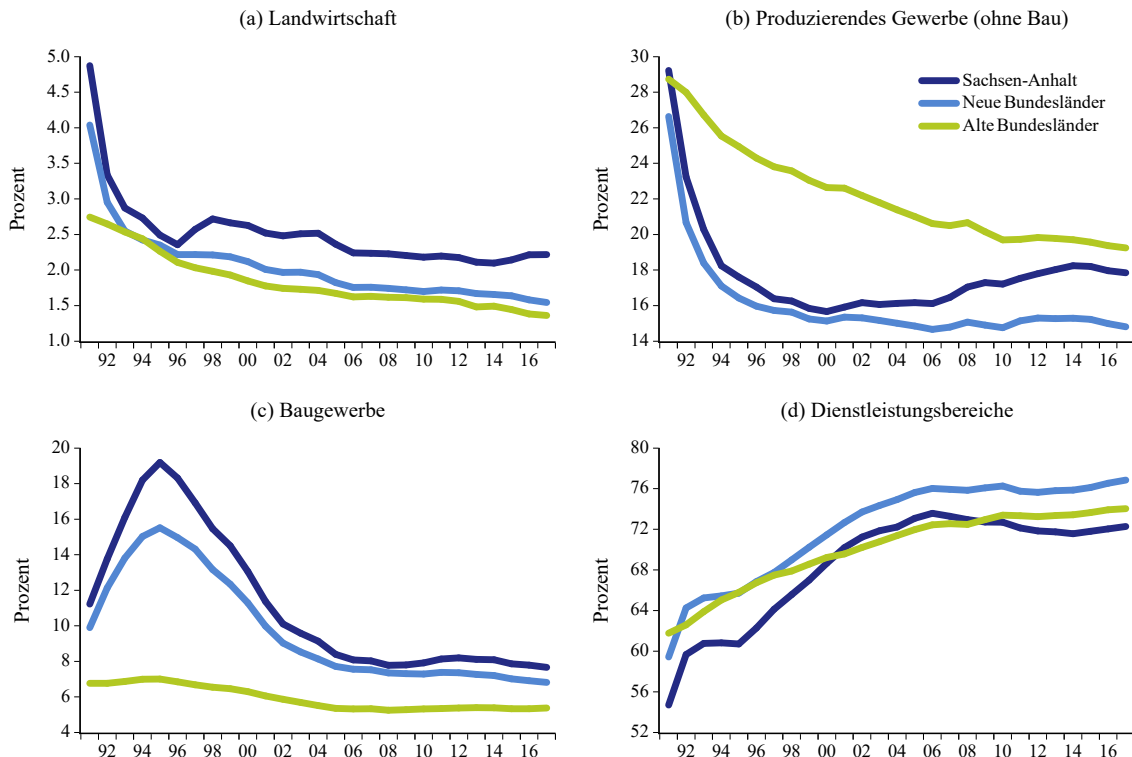 (a) Landwirtschaft
Prozent
5.0
4.5
4.0
3.5
3.0
2.5
2.0
1.5
1.0
92 94 96 98 00 02 04 06 08 10 12 14 16
(b) Produzierendes Gewerbe (ohne Bau)
Prozent
30
28
26
24
22
20
18
16
14
Sachsen-Anhalt
Neue Bundesländer
Alte Bundesländer
92 94 96 98 00 02 04 06 08 10 12 14 16
(c) Baugewerbe
Prozent
20
18
16
14
12
10
8
6
4
92 94 96 98 00 02 04 06 08 10 12 14 16
(d) Dienstleistungsbereiche
Prozent
80
76
72
68
64
60
56
52
92 94 96 98 00 02 04 06 08 10 12 14 16